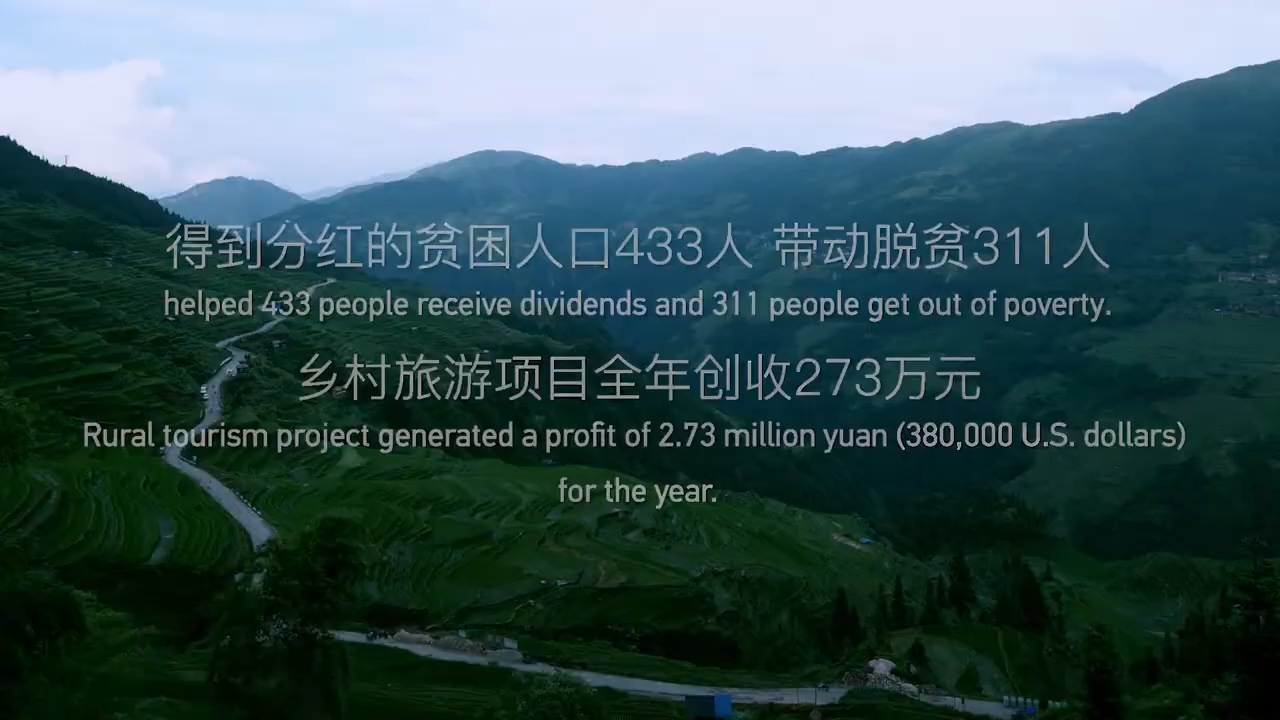 得到分红的贫困人口433人 带动脱贫311人
helped 433 people receive dividends and 311 people get out of poverty.
乡村旅游项目全年创收273万元
Rural tourism project generated a profit of 2.73 million yuan (380,000 U.S. dollars)
for the year.